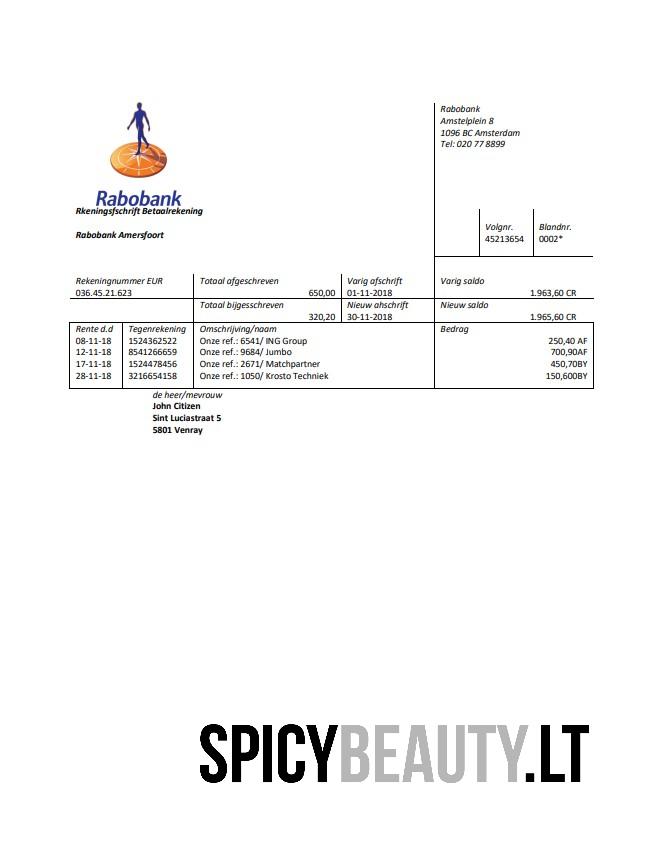 Rabobank
Amstelplein 8
1096 BC Amsterdam
Tel: 020 77 8899
Rabobank
Rkeningsfschrift Betaalrekening
Rabobank Amersfoort
Volgnr. Blandnr.
45213654 0002*
Rekeningnummer EUR Totaal afgeschreven Varig afschrift Varig saldo
036.45.21.623 650,00 01-11-2018 1.963,60 CR
Totaal bijgesschreven Nieuw ahschrift Nieuw saldo
320,20 30-11-2018 1.965,60 CR
Rente d.d Tegenrekening Omschrijving/naam Bedrag
08-11-18 1524362522 Onze ref.: 6541/ ING Group 250,40 AF
12-11-18 8541266659 Onze ref.: 9684/ Jumbo 700,90AF
17-11-18 1524478456 Onze ref.: 2671/ Matchpartner 450,70BY
28-11-18 3216654158 Onze ref.: 1050/ Krosto Techniek 150,600BY
de heer/mevrouw
John Citizen
Sint Luciastraat 5
5801 Venray
SPICYBEAUTY.LT